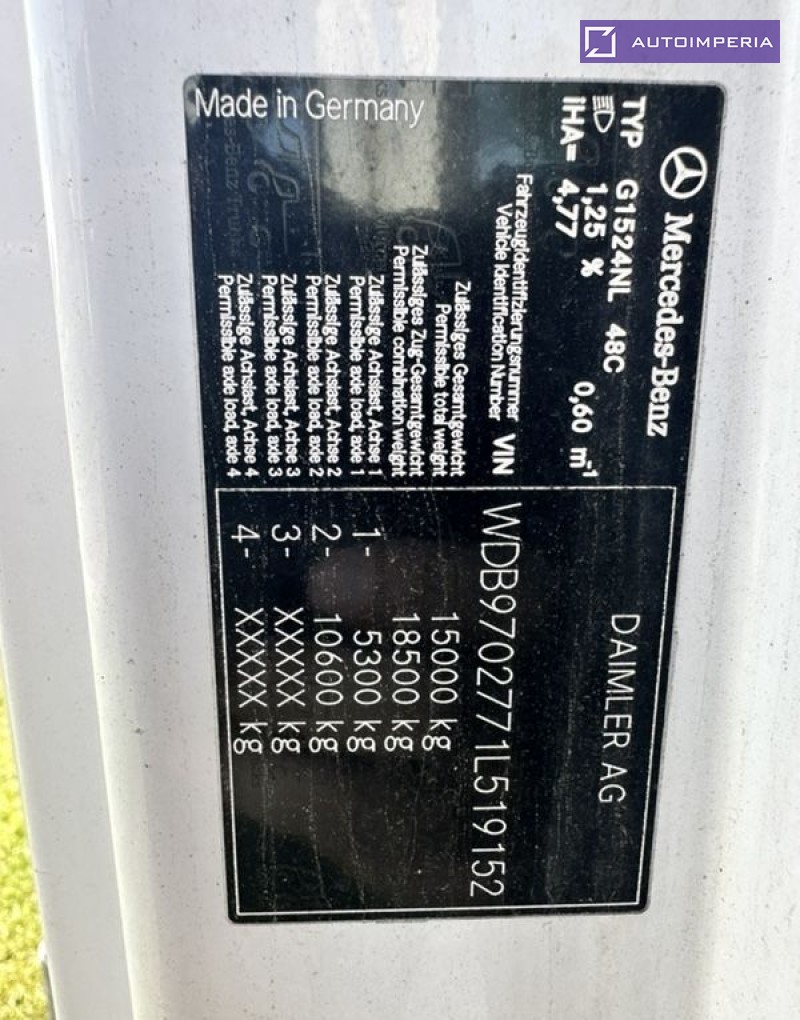 AUTOIMPERIA
Mercedes-Benz
DAIMLER AG
TYP G1524NL 48C
1,25 % 0,60 m⁻¹
iHA= 4,77
Fahrzeugidentifizierungsnummer
Vehicle Identification Number VIN WDB9702771L519152
Zulässiges Gesamtgewicht
Permissible total weight 15000 kg
Zulässiges Zug-Gesamtgewicht
Permissible combination weight 18500 kg
Zulässige Achslast, Achse 1
Permissible axle load, axle 1 1- 5300 kg
Zulässige Achslast, Achse 2
Permissible axle load, axle 2 2- 10600 kg
Zulässige Achslast, Achse 3
Permissible axle load, axle 3 3- XXXXX kg
Zulässige Achslast, Achse 4
Permissible axle load, axle 4 4- XXXXX kg
Made in Germany